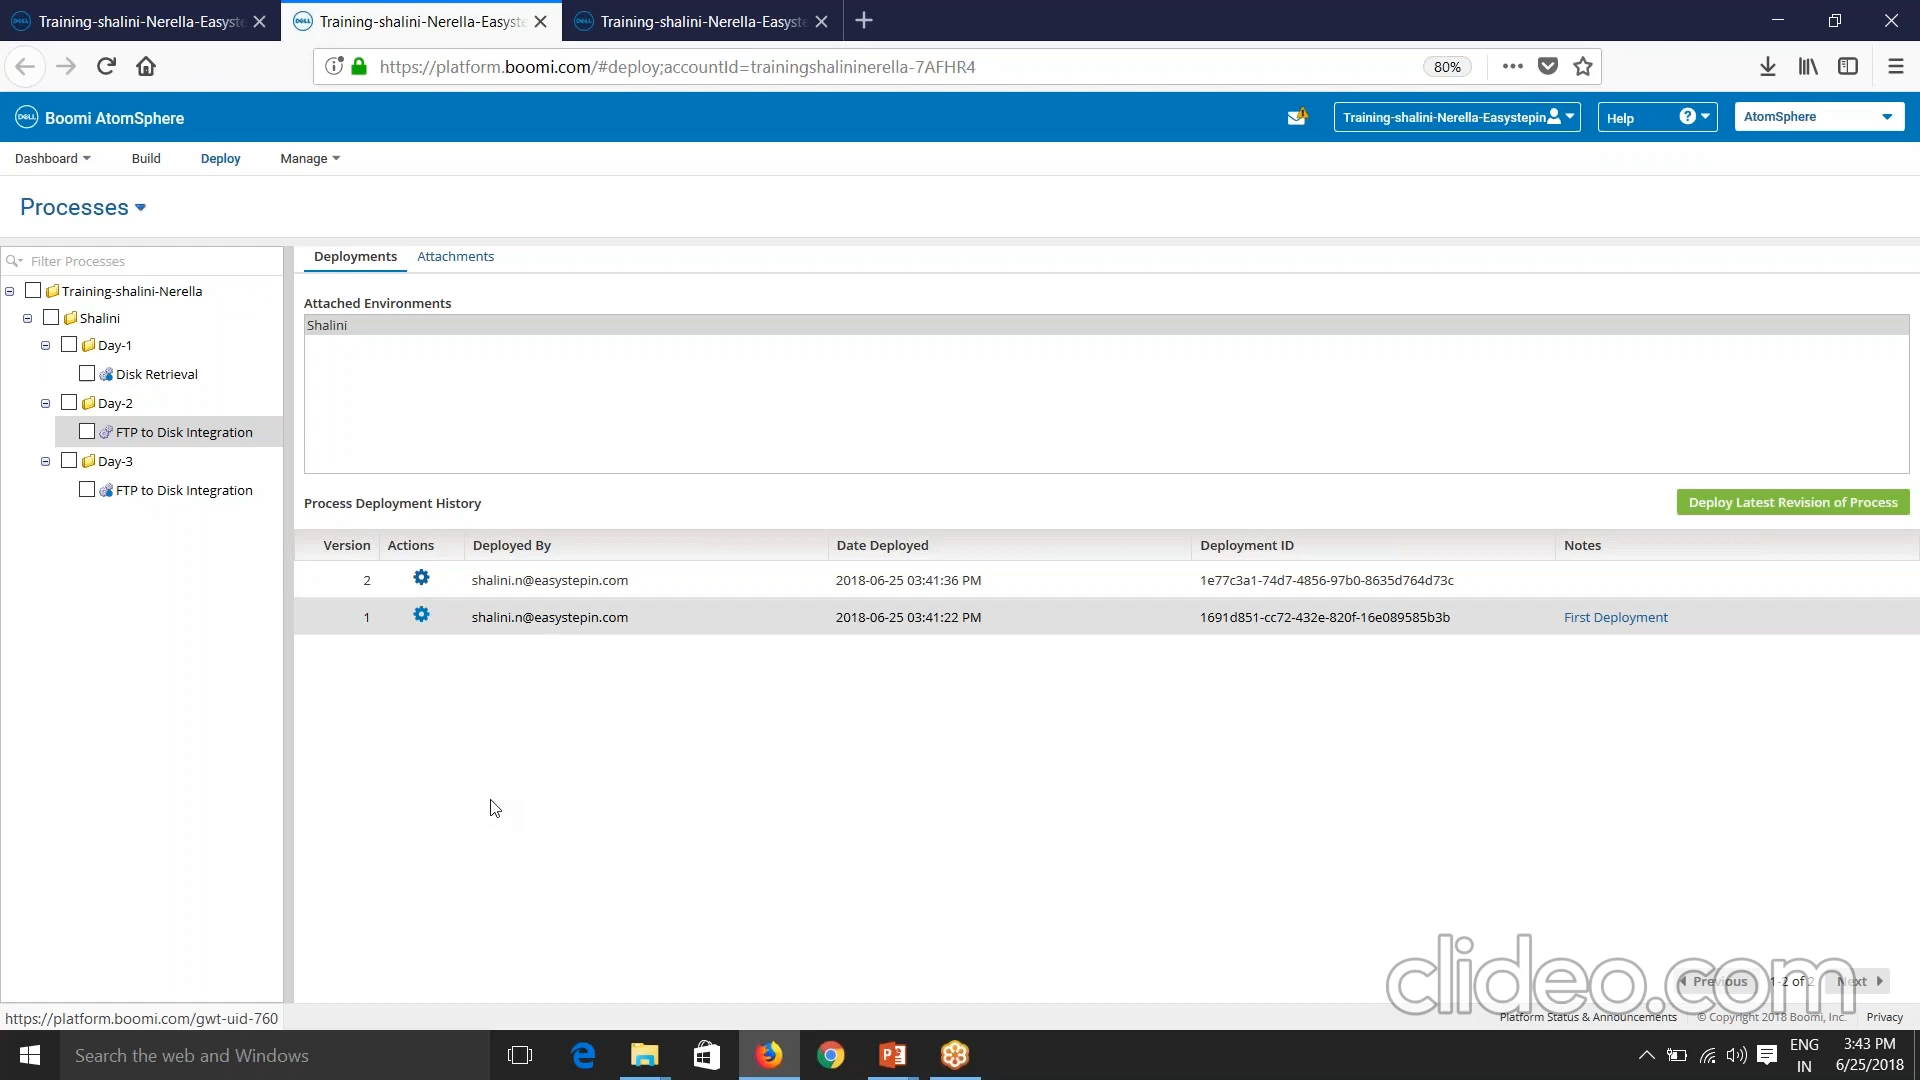 Training-shalini-Nerella-Easyste
Training-shalini-Nerella-Easyste
Training-shalini-Nerella-Easyste
https://platform.boomi.com/#deploy;accountId=trainingshalininerella-7AFHR4
80%
DELL
Boomi AtomSphere
Training-shalini-Nerella-Easystepin
Help
AtomSphere
Dashboard
Build
Deploy
Manage
Processes
Filter Processes
Training-shalini-Nerella
Shalini
Day-1
Disk Retrieval
Day-2
FTP to Disk Integration
Day-3
FTP to Disk Integration
Deployments
Attachments
Attached Environments
Shalini
Process Deployment History
Deploy Latest Revision of Process
Version Actions Deployed By Date Deployed Deployment ID Notes
2 shalini.n@easystepin.com 2018-06-25 03:41:36 PM 1e77c3a1-74d7-4856-97b0-8635d764d73c
1 shalini.n@easystepin.com 2018-06-25 03:41:22 PM 1691d851-cc72-432e-820f-16e089585b3b First Deployment
clideo.com
Previous 1-2 of 2 Next
https://platform.boomi.com/gwt-uid-760
Platform Status & Announcements © Copyright 2018 Boomi, Inc. Privacy
Search the web and Windows
ENG
IN
3:43 PM
6/25/2018